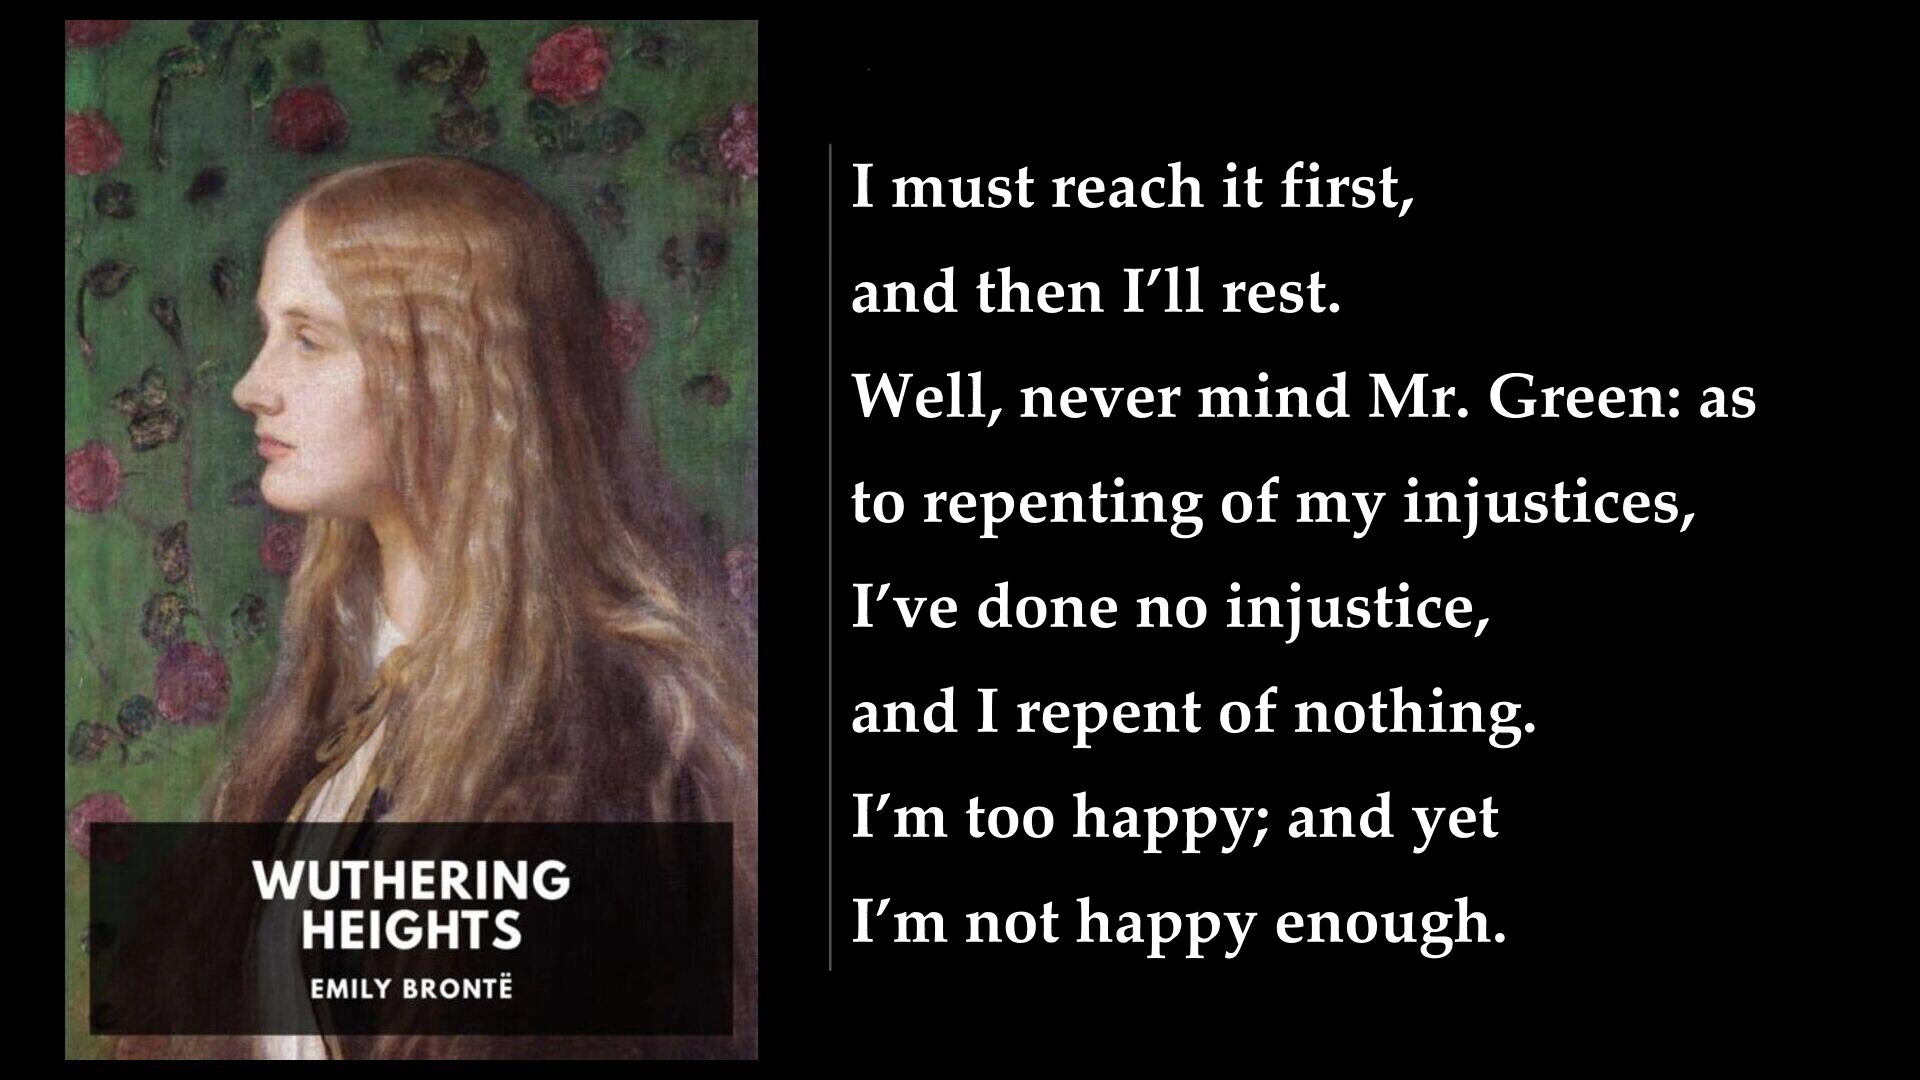 WUTHERING
HEIGHTS
EMILY BRONTË
I must reach it first,
and then I’ll rest.
Well, never mind Mr. Green: as
to repenting of my injustices,
I’ve done no injustice,
and I repent of nothing.
I’m too happy; and yet
I’m not happy enough.